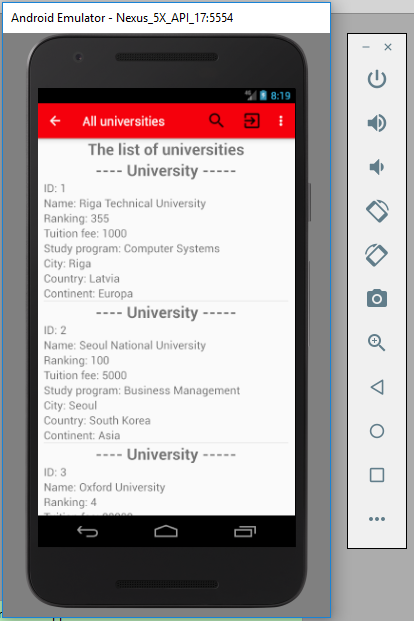 Android Emulator - Nexus_5X_API_17:5554
8:19
All universities
The list of universities
---- University -----
ID: 1
Name: Riga Technical University
Ranking: 355
Tuition fee: 1000
Study program: Computer Systems
City: Riga
Country: Latvia
Continent: Europa
---- University -----
ID: 2
Name: Seoul National University
Ranking: 100
Tuition fee: 5000
Study program: Business Management
City: Seoul
Country: South Korea
Continent: Asia
---- University -----
ID: 3
Name: Oxford University
Ranking: 4
Tuition fee: